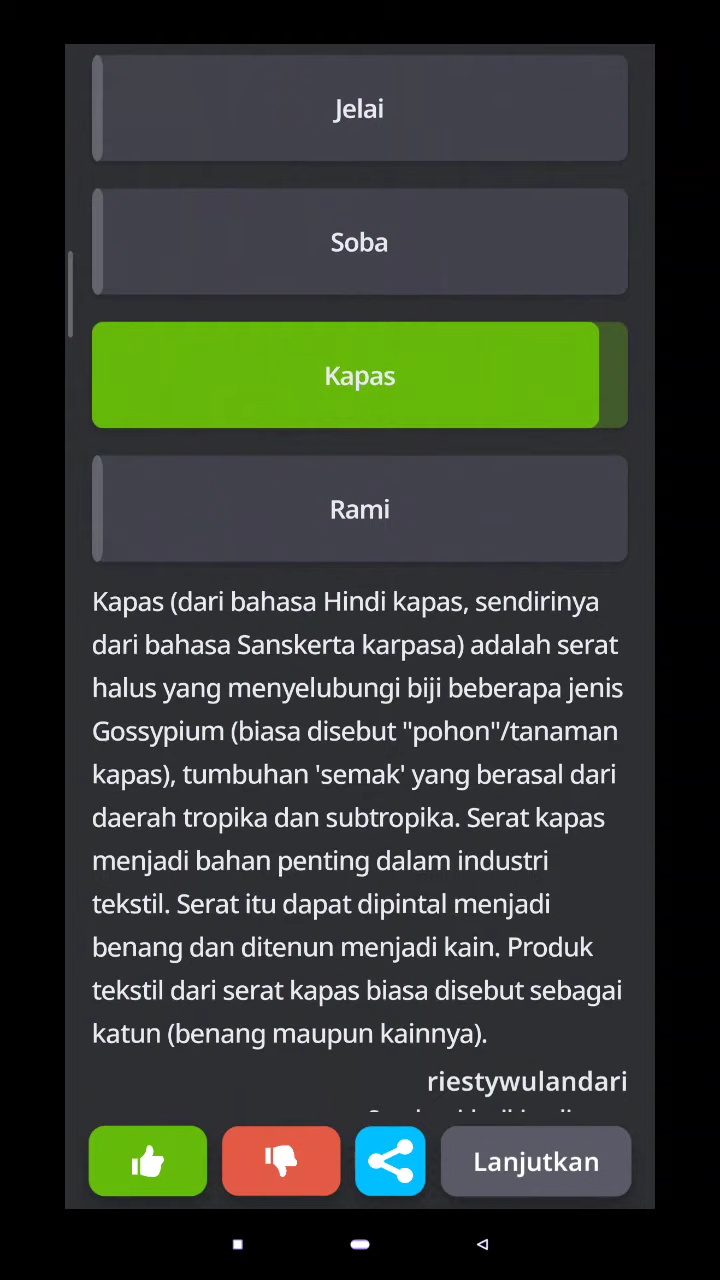 Jelai
Soba
Kapas
Rami
Kapas (dari bahasa Hindi kapas, sendirinya
dari bahasa Sanskerta karpasa) adalah serat
halus yang menyelubungi biji beberapa jenis
Gossypium (biasa disebut "pohon"/tanaman
kapas), tumbuhan 'semak' yang berasal dari
daerah tropika dan subtropika. Serat kapas
menjadi bahan penting dalam industri
tekstil. Serat itu dapat dipintal menjadi
benang dan ditenun menjadi kain. Produk
tekstil dari serat kapas biasa disebut sebagai
katun (benang maupun kainnya).
riestywulandari
Lanjutkan